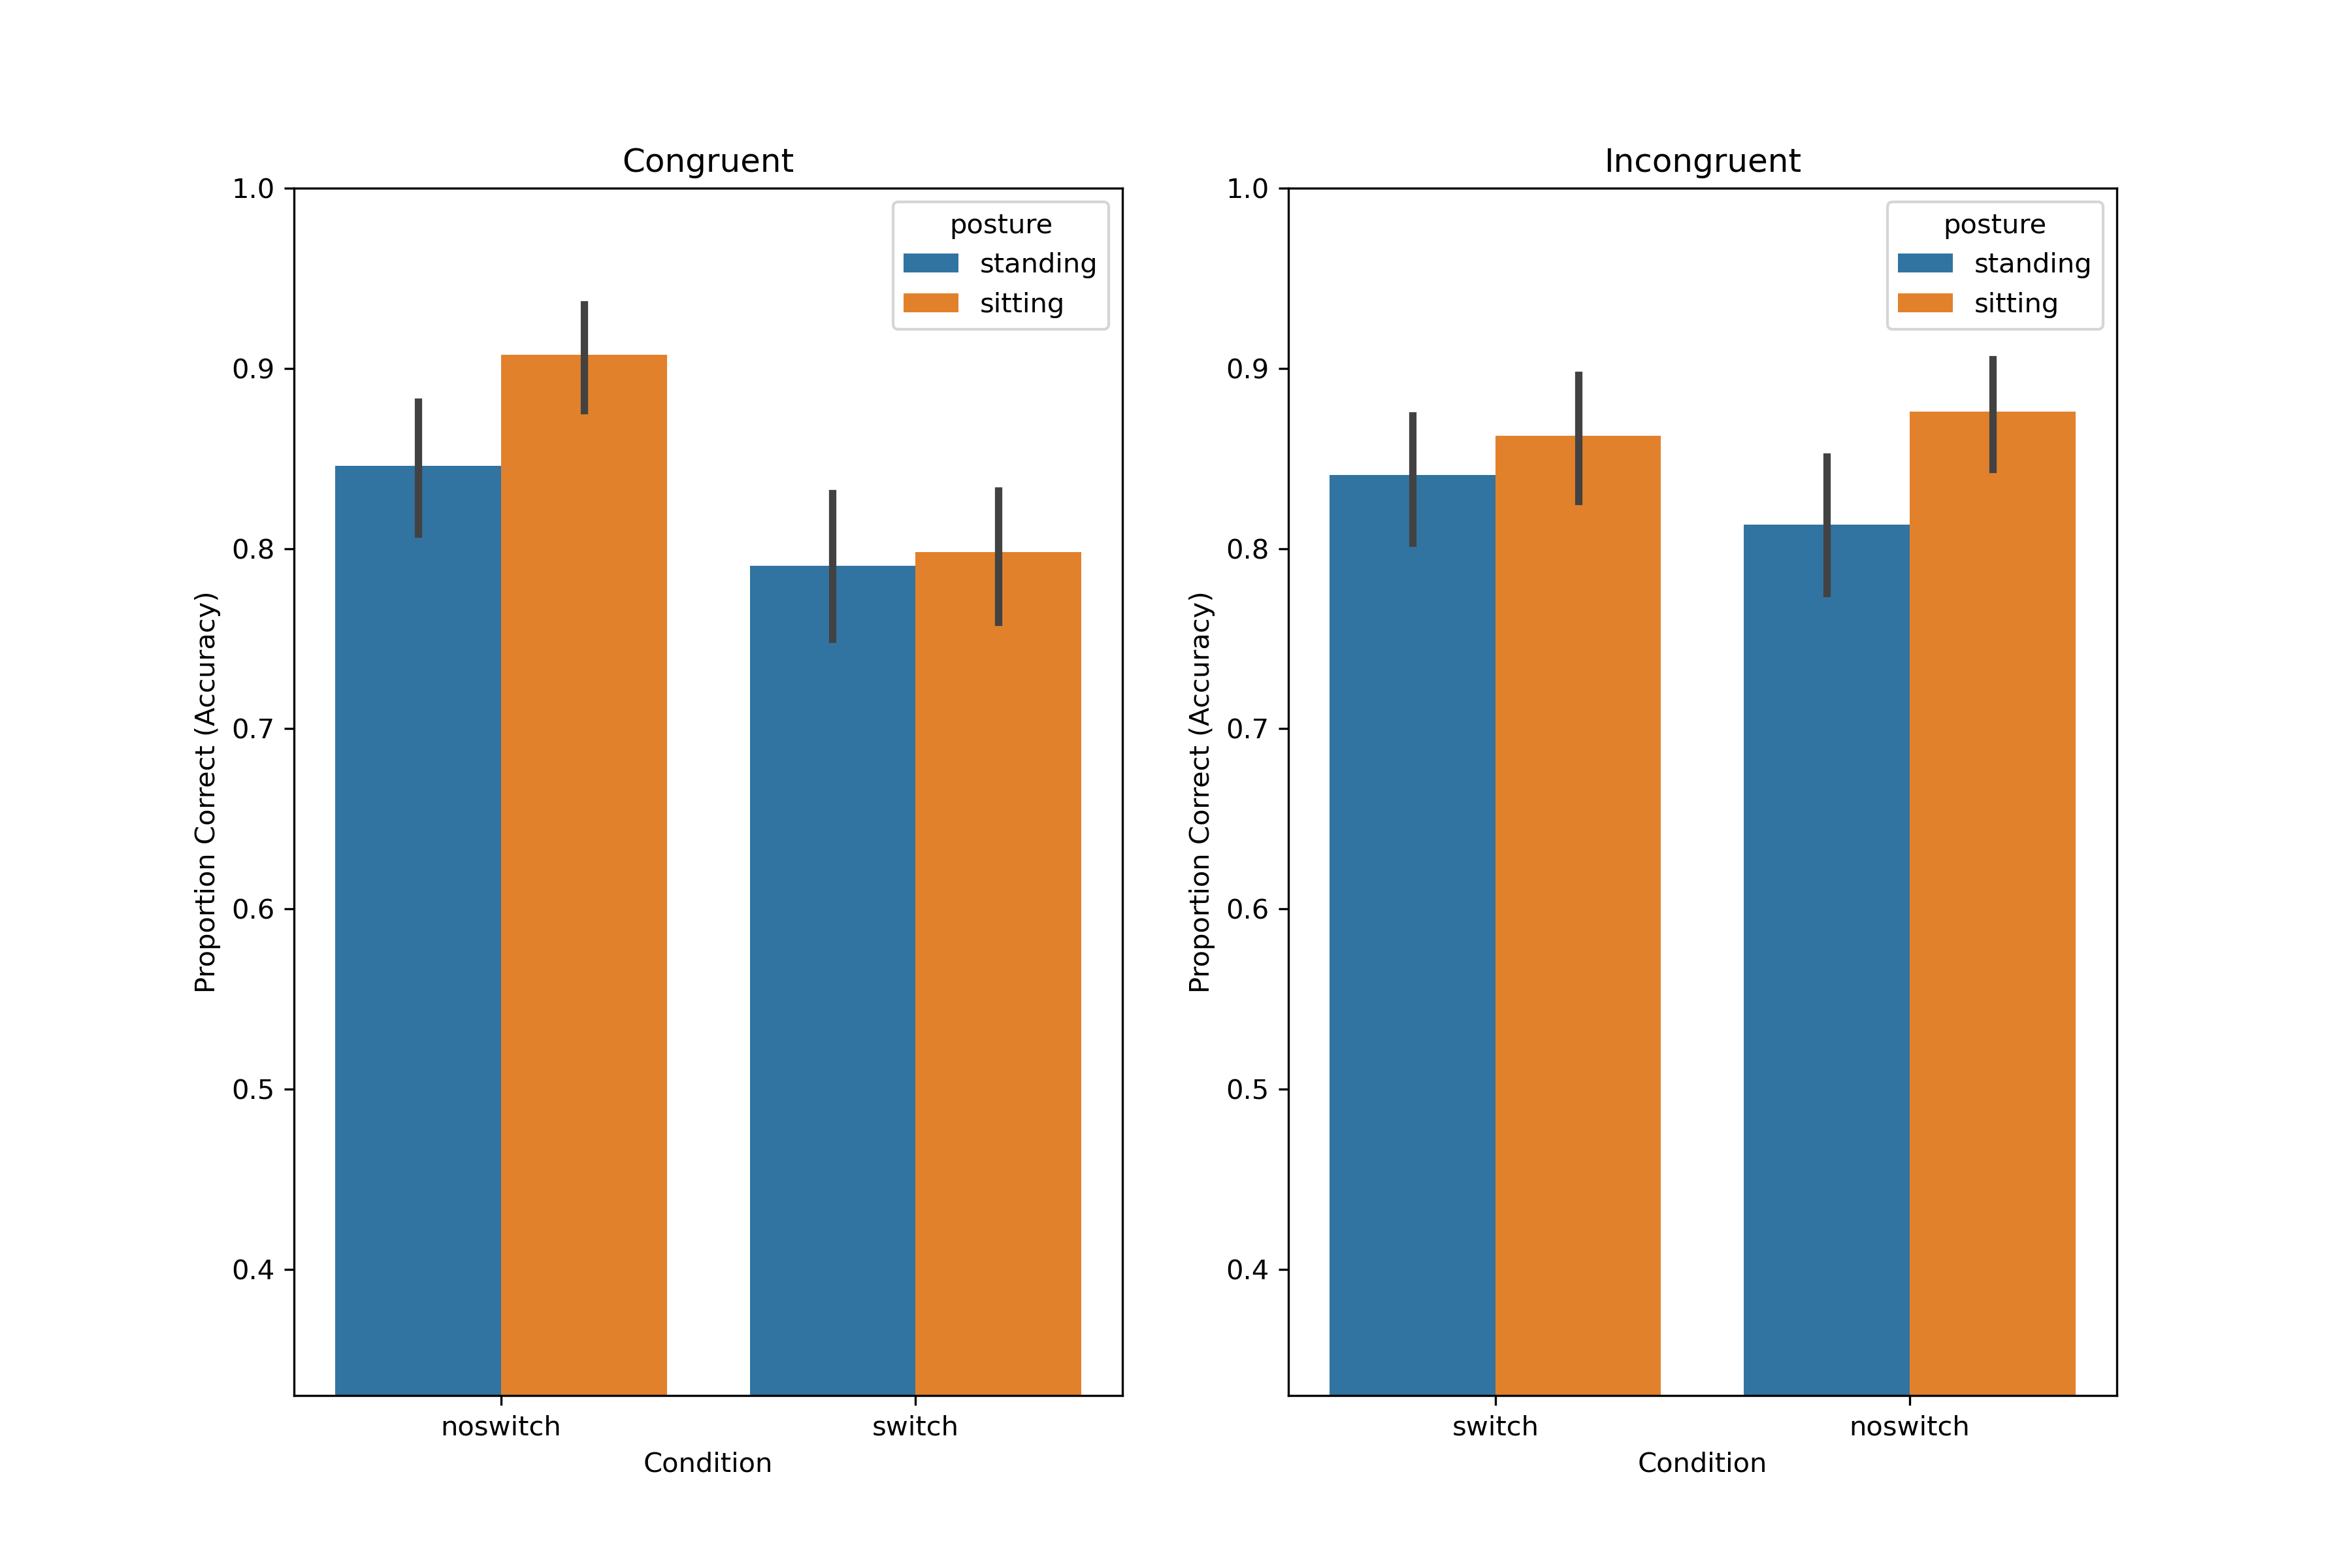 Congruent
1.0
0.9
0.8
0.7
0.6
0.5
0.4
Proportion Correct (Accuracy)
posture
standing
sitting
noswitch
switch
Condition
Incongruent
1.0
0.9
0.8
0.7
0.6
0.5
0.4
Proportion Correct (Accuracy)
posture
standing
sitting
switch
noswitch
Condition